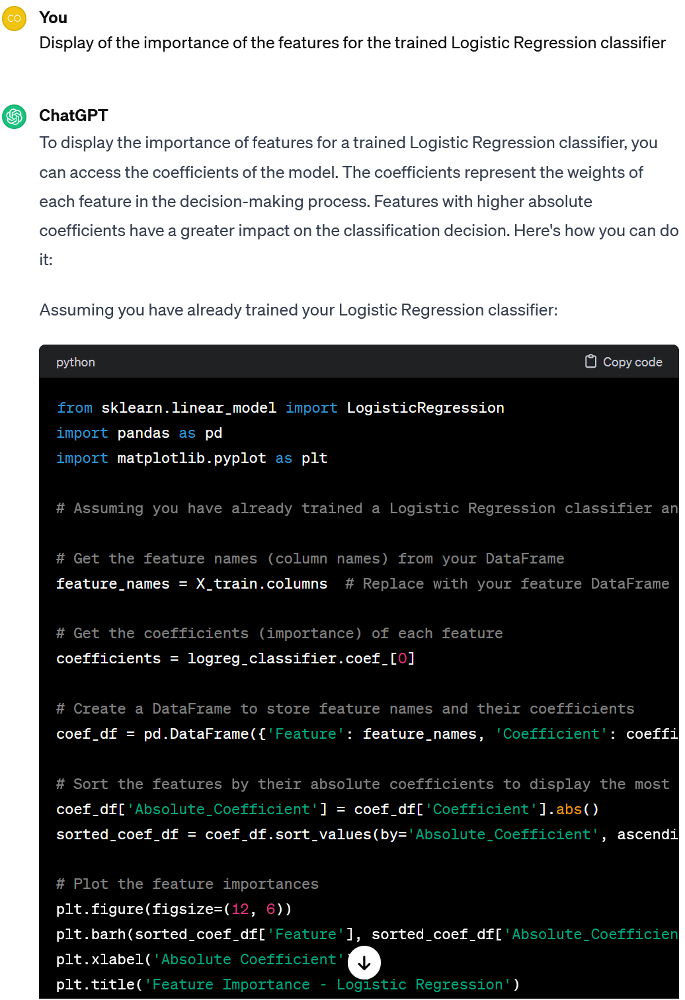 CO
You
Display of the importance of the features for the trained Logistic Regression classifier
ChatGPT
To display the importance of features for a trained Logistic Regression classifier, you
can access the coefficients of the model. The coefficients represent the weights of
each feature in the decision-making process. Features with higher absolute
coefficients have a greater impact on the classification decision. Here's how you can do
it:
Assuming you have already trained your Logistic Regression classifier:
python
Copy code
from sklearn.linear_model import LogisticRegression
import pandas as pd
import matplotlib.pyplot as plt
# Assuming you have already trained a Logistic Regression classifier an
# Get the feature names (column names) from your DataFrame
feature_names = X_train.columns  # Replace with your feature DataFrame
# Get the coefficients (importance) of each feature
coefficients = logreg_classifier.coef_[0]
# Create a DataFrame to store feature names and their coefficients
coef_df = pd.DataFrame({'Feature': feature_names, 'Coefficient': coeffi
# Sort the features by their absolute coefficients to display the most
coef_df['Absolute_Coefficient'] = coef_df['Coefficient'].abs()
sorted_coef_df = coef_df.sort_values(by='Absolute_Coefficient', ascendi
# Plot the feature importances
plt.figure(figsize=(12, 6))
plt.barh(sorted_coef_df['Feature'], sorted_coef_df['Absolute_Coefficien
plt.xlabel('Absolute Coefficient')
plt.title('Feature Importance - Logistic Regression')